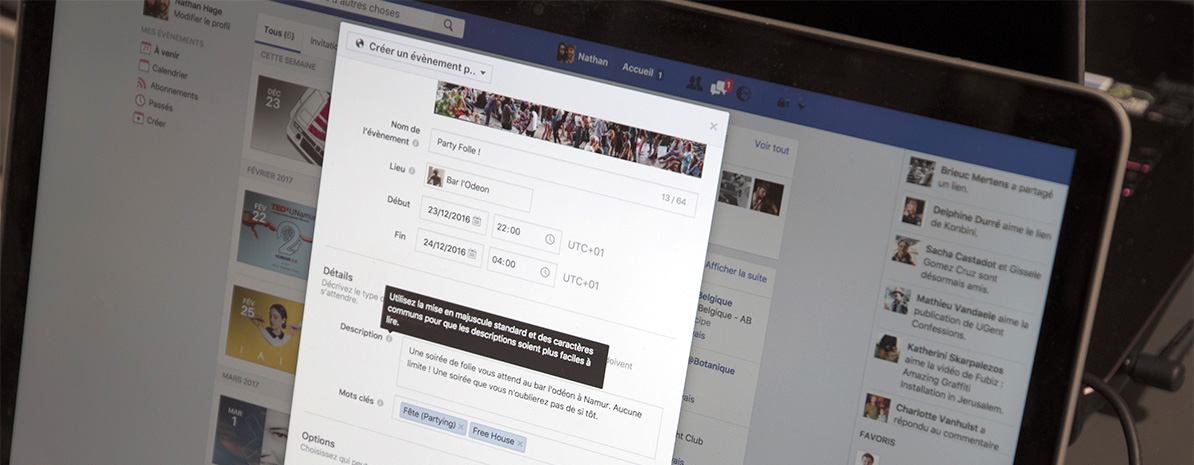 Nathan Hage
Modifier le profil
d'autres choses
MES ÉVÈNEMENTS
À venir
Calendrier
Abonnements
Passés
Créer
Tous (6)
CETTE SEMAINE
DÉC
23
FÉVRIER 2017
FÉV
22
TEDxUNamur
FÉV
25
MARS 2017
MAR
1
Nathan
Accueil 1
1
Créer un évènement p..
Nom de
l'évènement
Party Folle !
13 / 64
Lieu
Bar l'Odeon
Début
23/12/2016
22:00
UTC+01
Fin
24/12/2016
04:00
UTC+01
Détails
Décrivez le type
s'attendre.
Utilisez la mise en majuscule standard et des caractères
communs pour que les descriptions soient plus faciles à
lire.
Description
Une soirée de folie vous attend au bar l'odéon à Namur. Aucune
limite ! Une soirée que vous n'oublierez pas de si tôt.
Mots clés
Fête (Partying)
Free House
Options
Voir tout
Afficher la suite
Belgique
Belgique - AB
@Botanique
Club
Brieuc Mertens a partagé
un lien.
Delphine Durré aime le lien
de Konbini.
Sacha Castadot et Gissele
Gomez Cruz sont
désormais amis.
Mathieu Vandaele aime la
publication de UGent
Confessions.
Katherini Skarpalezos
aime la vidéo de Fubiz :
Amazing Graffiti
Installation in Jerusalem.
Charlotte Vanhulst a
répondu au commentaire
FAVORIS